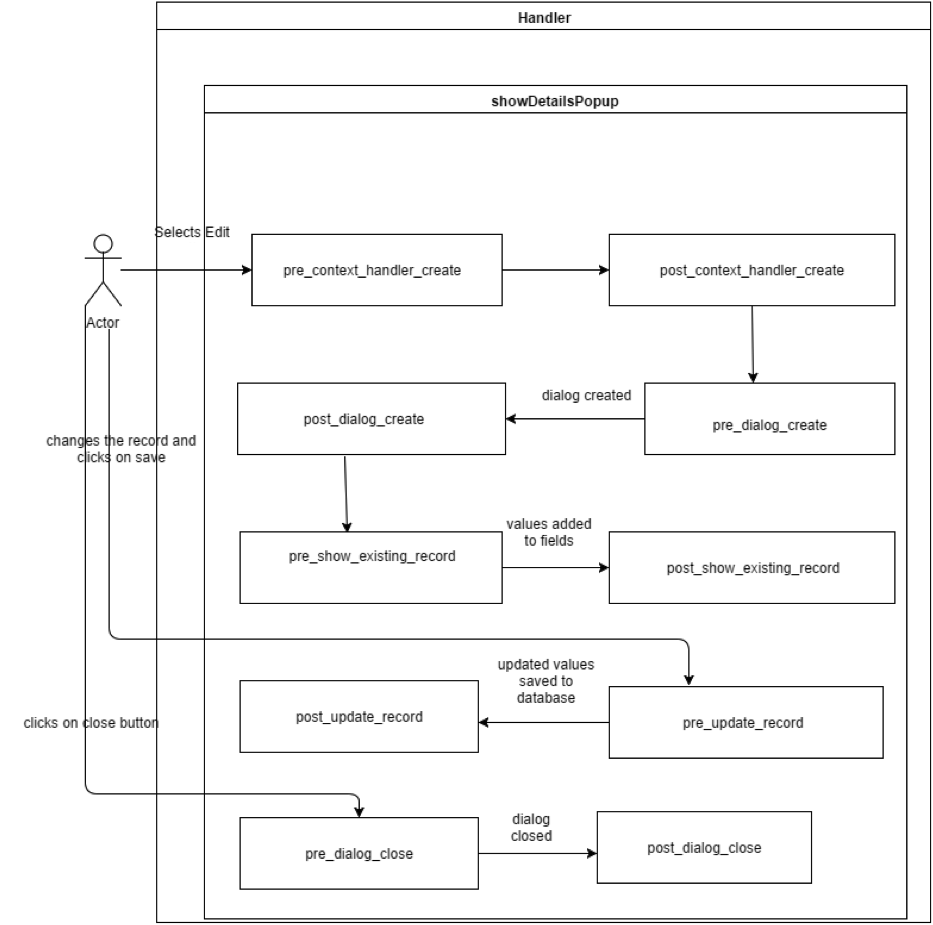 Handler
showDetailsPopup
Selects Edit
pre_context_handler_create
post_context_handler_create
Actor
post_dialog_create
dialog created
pre_dialog_create
changes the record and
clicks on save
pre_show_existing_record
values added
to fields
post_show_existing_record
post_update_record
updated values
saved to
database
pre_update_record
clicks on close button
pre_dialog_close
dialog
closed
post_dialog_close